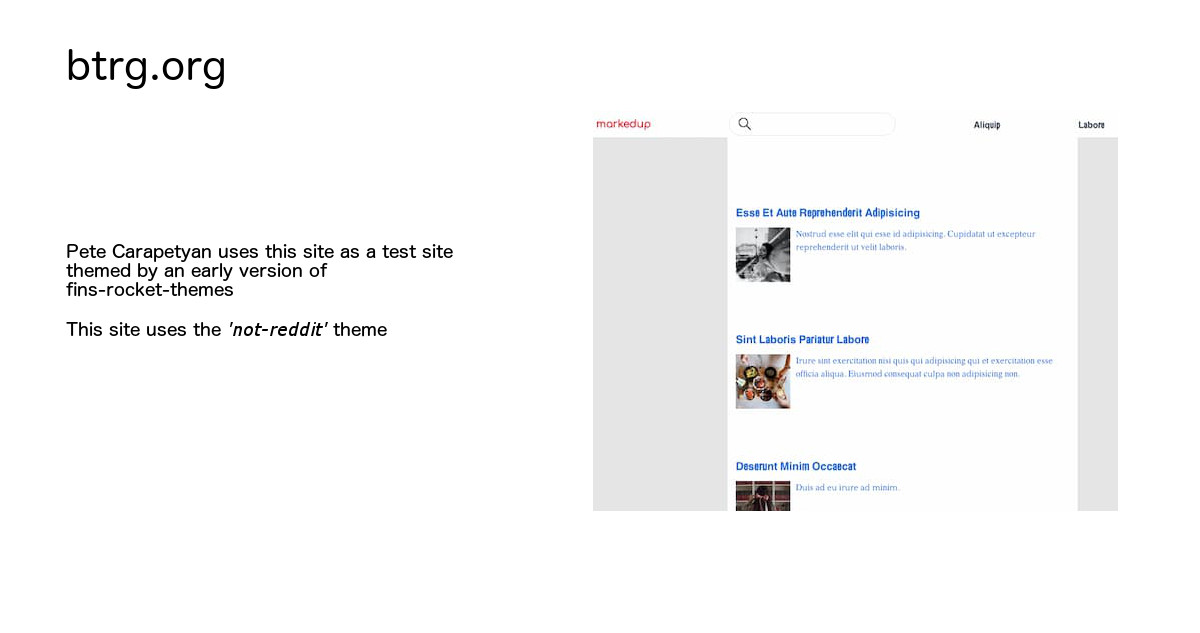 btrg.org
Pete Carapetyan uses this site as a test site
themed by an early version of
fins-rocket-themes
This site uses the 'not-reddit' theme
markedup
Aliquip
Labore
Esse Et Aute Reprehenderit Adipisicing
Nostrud esse elit qui esse id adipisicing. Cupidatat ut excepteur
reprehenderit ut velit laboris.
Sint Laboris Pariatur Labore
Irure sint exercitation nisi quis qui adipisicing qui et exercitation esse
officia aliqua. Eiusmod consequat culpa non adipisicing non.
Deserunt Minim Occaecat
Duis ad eu irure ad minim.